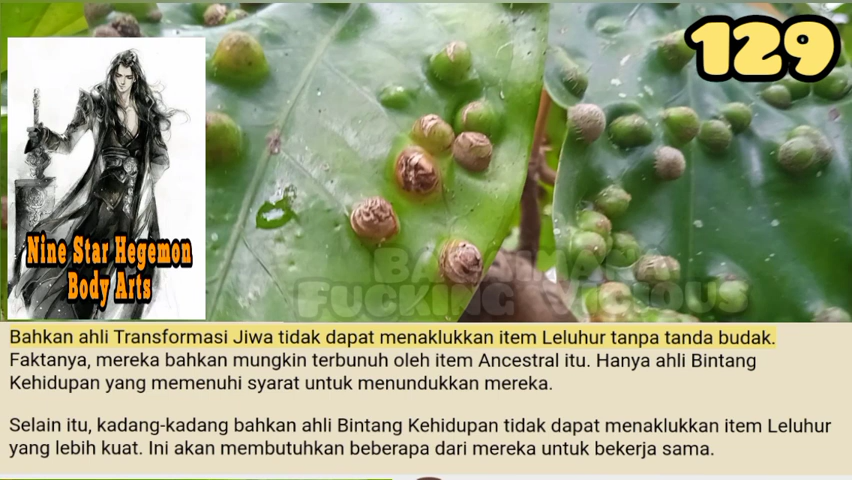 129
Nine Star Hegemon
Body Arts
FUCKING VICIOUS
Bahkan ahli Transformasi Jiwa tidak dapat menaklukkan item Leluhur tanpa tanda budak.
Faktanya, mereka bahkan mungkin terbunuh oleh item Ancestral itu. Hanya ahli Bintang
Kehidupan yang memenuhi syarat untuk menundukkan mereka.
Selain itu, kadang-kadang bahkan ahli Bintang Kehidupan tidak dapat menaklukkan item Leluhur
yang lebih kuat. Ini akan membutuhkan beberapa dari mereka untuk bekerja sama.